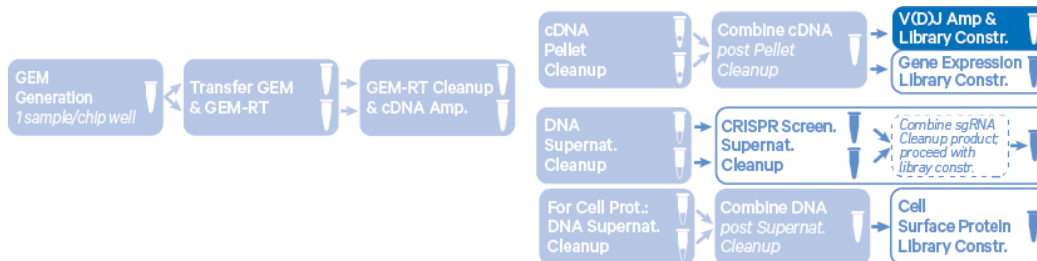 GEM
Generation
1 sample/chip well
Transfer GEM
& GEM-RT
GEM-RT Cleanup
& cDNA Amp.
cDNA
Pellet
Cleanup
Combine cDNA
post Pellet
Cleanup
V(D)J Amp &
Library Constr.
Gene Expression
Library Constr.
DNA
Supernat.
Cleanup
CRISPR Screen.
Supernat.
Cleanup
Combine sgRNA
Cleanup product;
proceed with
libray constr.
For Cell Prot.:
DNA Supernat.
Cleanup
Combine DNA
post Supernat.
Cleanup
Cell
Surface Protein
Library Constr.